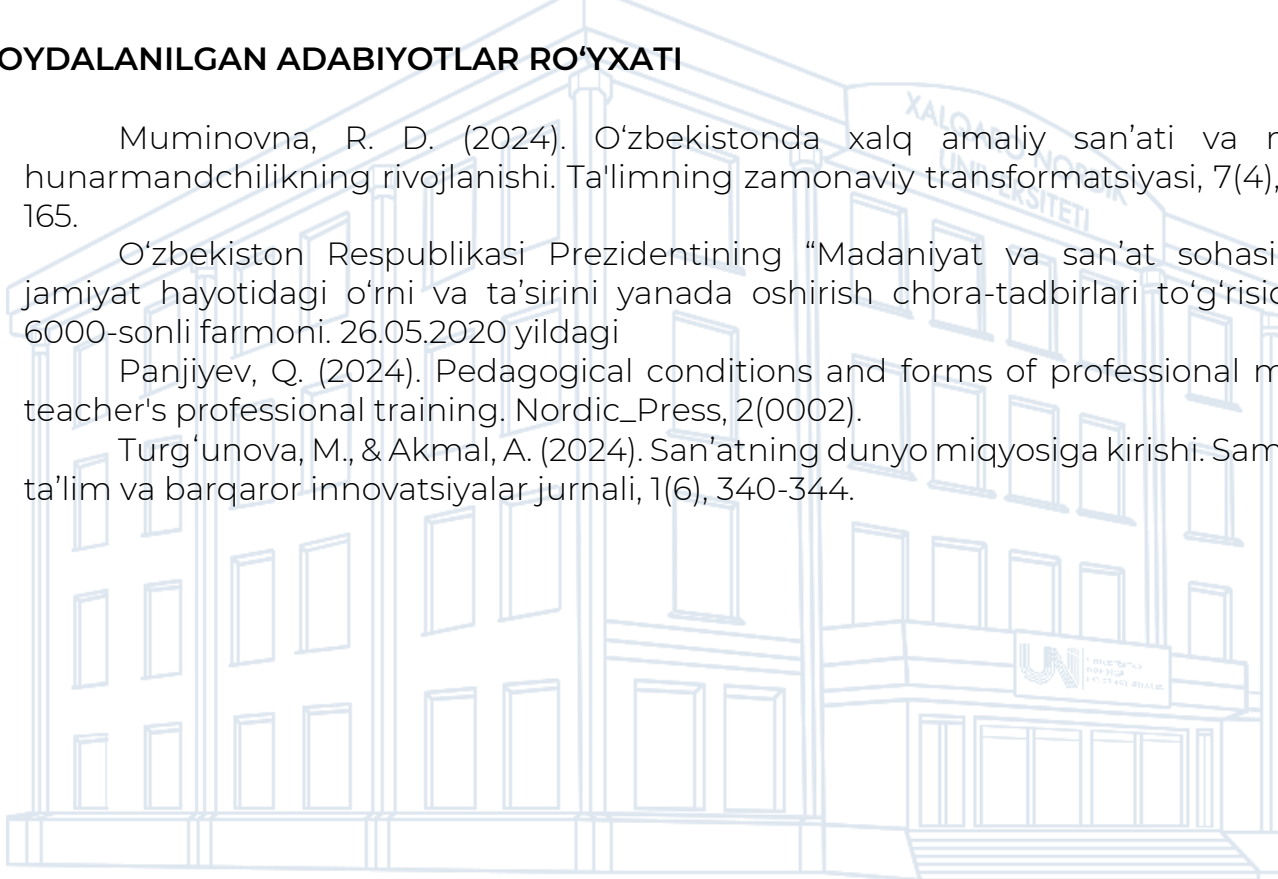 OYDALANILGAN ADABIYOTLAR RO‘YXATI
Muminovna, R. D. (2024). O‘zbekistonda xalq amaliy san’ati va
hunarmandchilikning rivojlanishi. Ta'limning zamonaviy transformatsiyasi, 7(4),
165.
O‘zbekiston Respublikasi Prezidentining “Madaniyat va san’at sohasi
jamiyat hayotidagi o‘rni va ta’sirini yanada oshirish chora-tadbirlari to‘g‘risid
6000-sonli farmoni. 26.05.2020 yildagi
Panjiyev, Q. (2024). Pedagogical conditions and forms of professional m
teacher's professional training. Nordic_Press, 2(0002).
Turg‘unova, M., & Akmal, A. (2024). San’atning dunyo miqyosiga kirishi. Sam
ta’lim va barqaror innovatsiyalar jurnali, 1(6), 340-344.
XALQARO NORDIK
UNIVERSITETI
UN